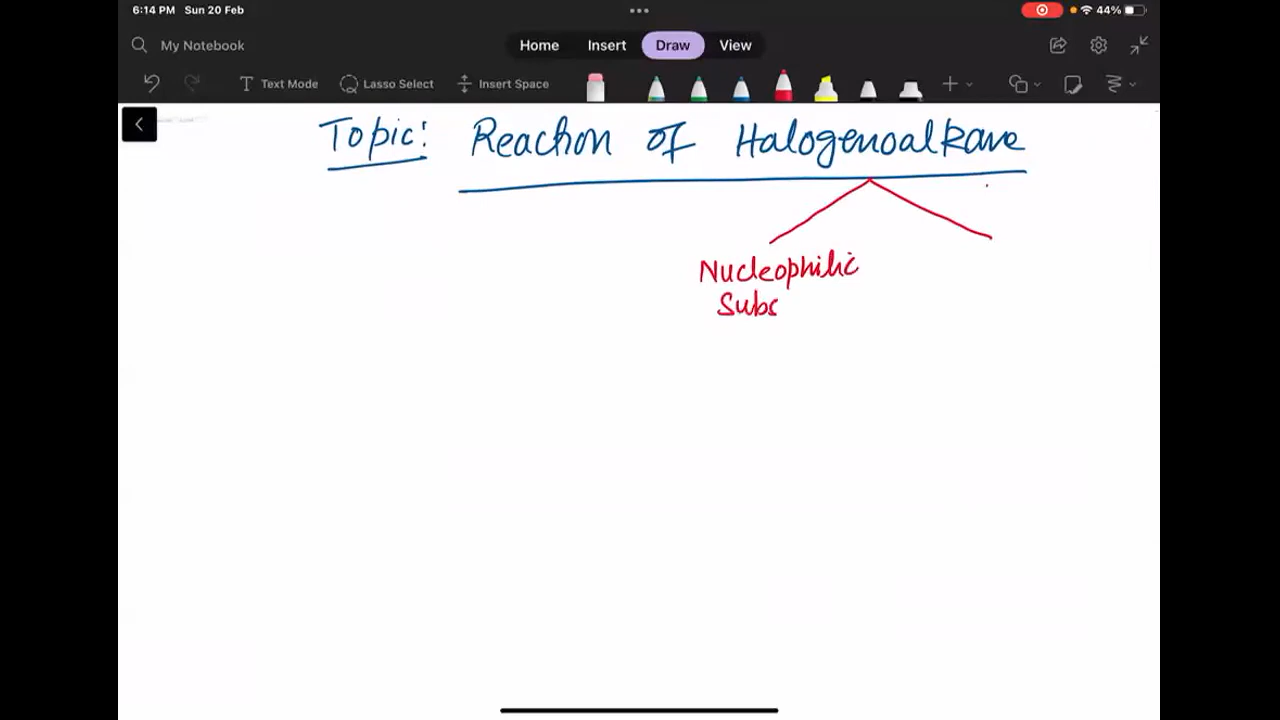 6:14 PM Sun 20 Feb
44%
My Notebook
Home Insert Draw View
Text Mode Lasso Select Insert Space
Topic: Reaction of Halogenoalkane
Nucleophilic
Subs